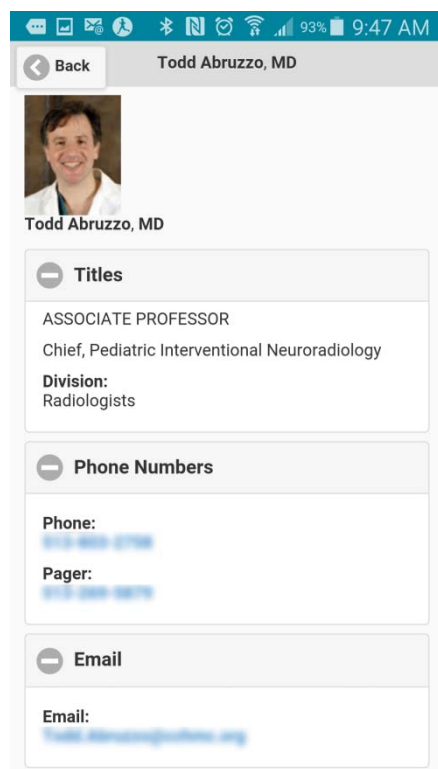 93% 9:47 AM
Back Todd Abruzzo, MD
Todd Abruzzo, MD
Titles
ASSOCIATE PROFESSOR
Chief, Pediatric Interventional Neuroradiology
Division:
Radiologists
Phone Numbers
Phone:
Pager:
Email
Email: